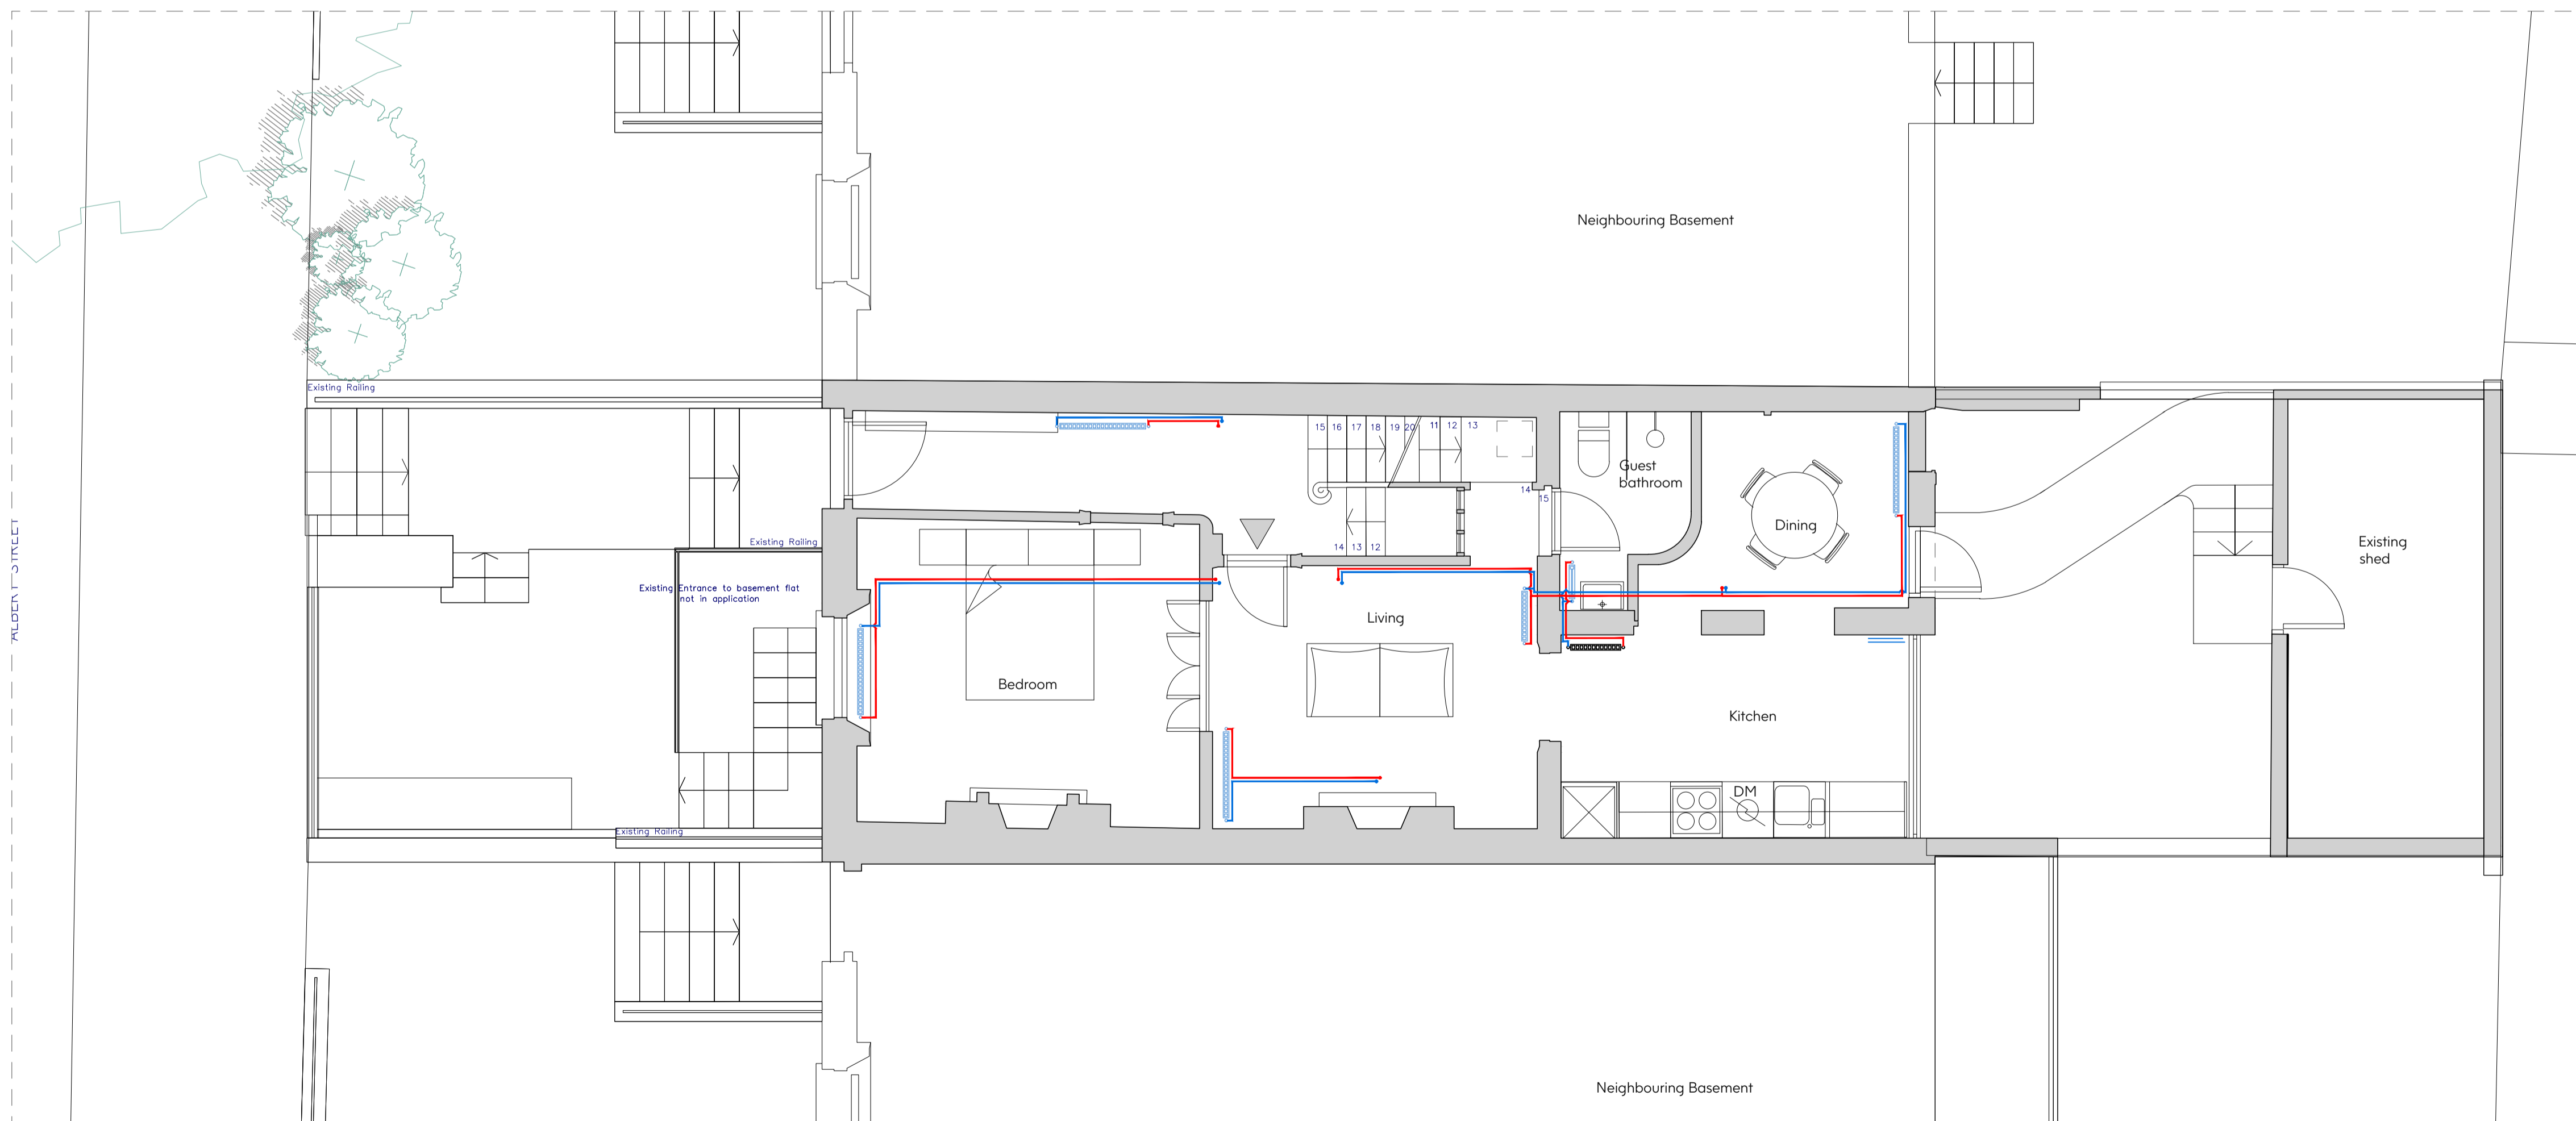 Neighbouring Basement
Existing Railing
15 16 17 18 19 20 11 12 13
Guest
bathroom
14
15
ALBERT STREET
Dining
Existing Railing
14 13 12
Existing
shed
Existing Entrance to basement flat
not in application
Living
Bedroom
Kitchen
DM
Existing Railing
Neighbouring Basement